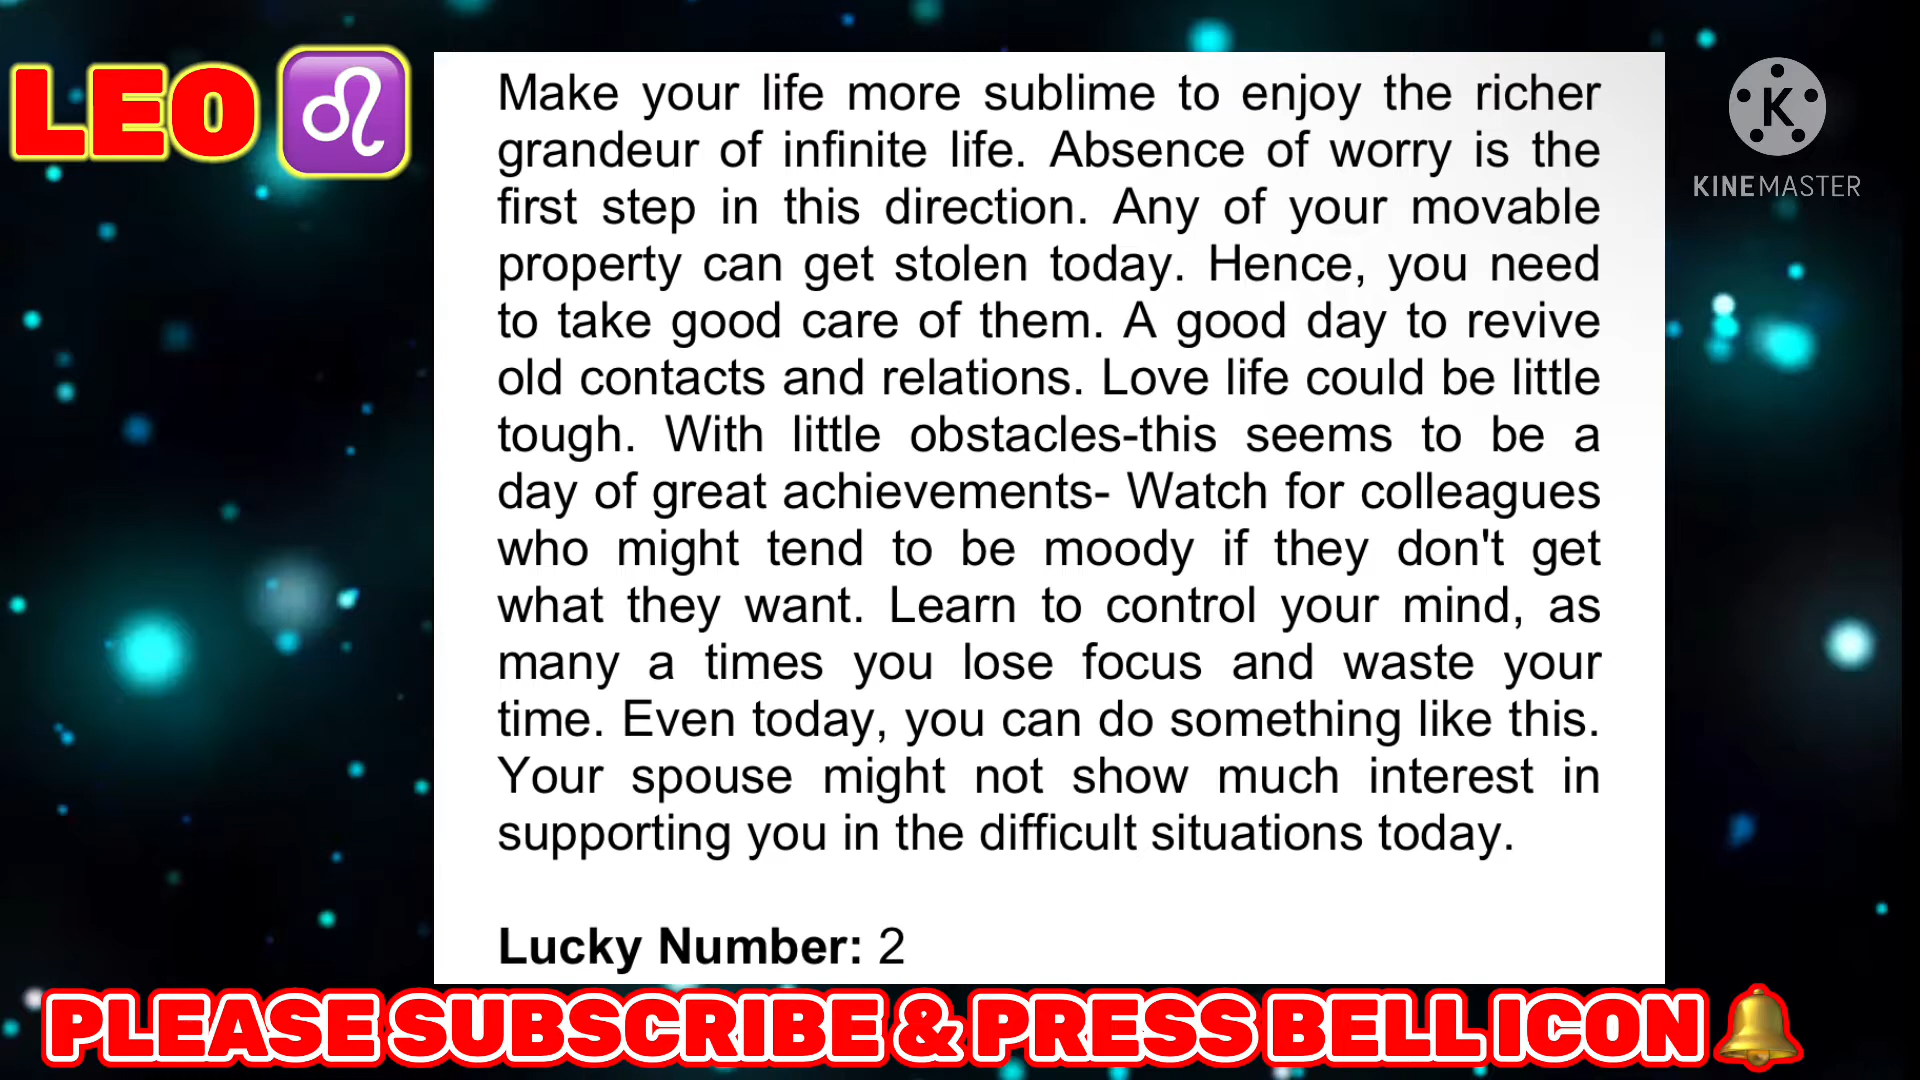 LEO ♌
Make your life more sublime to enjoy the richer
grandeur of infinite life. Absence of worry is the
first step in this direction. Any of your movable
property can get stolen today. Hence, you need
to take good care of them. A good day to revive
old contacts and relations. Love life could be little
tough. With little obstacles-this seems to be a
day of great achievements- Watch for colleagues
who might tend to be moody if they don't get
what they want. Learn to control your mind, as
many a times you lose focus and waste your
time. Even today, you can do something like this.
Your spouse might not show much interest in
supporting you in the difficult situations today.
Lucky Number: 2
K
KINEMASTER
PLEASE SUBSCRIBE & PRESS BELL ICON🔔